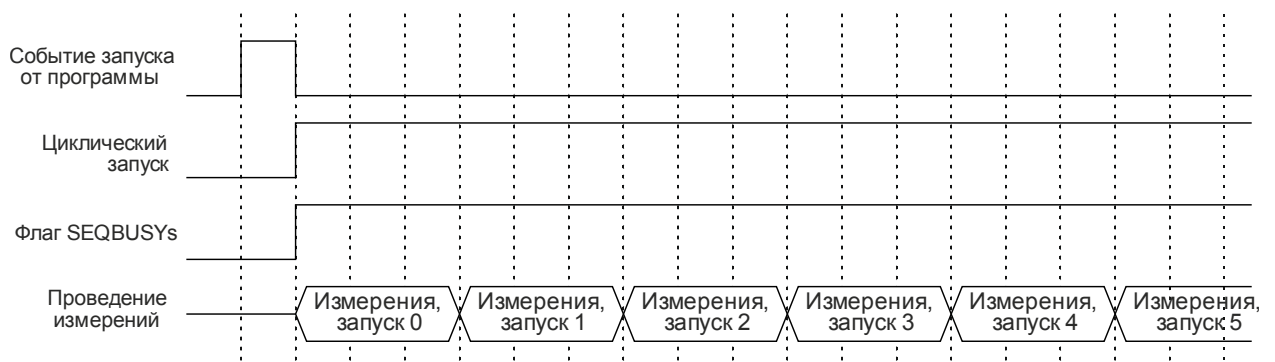 Событие запуска
от программы
Циклический
запуск
Флаг SEQBUSYs
Проведение
измерений
Измерения,
запуск 0
Измерения,
запуск 1
Измерения,
запуск 2
Измерения,
запуск 3
Измерения,
запуск 4
Измерения,
запуск 5